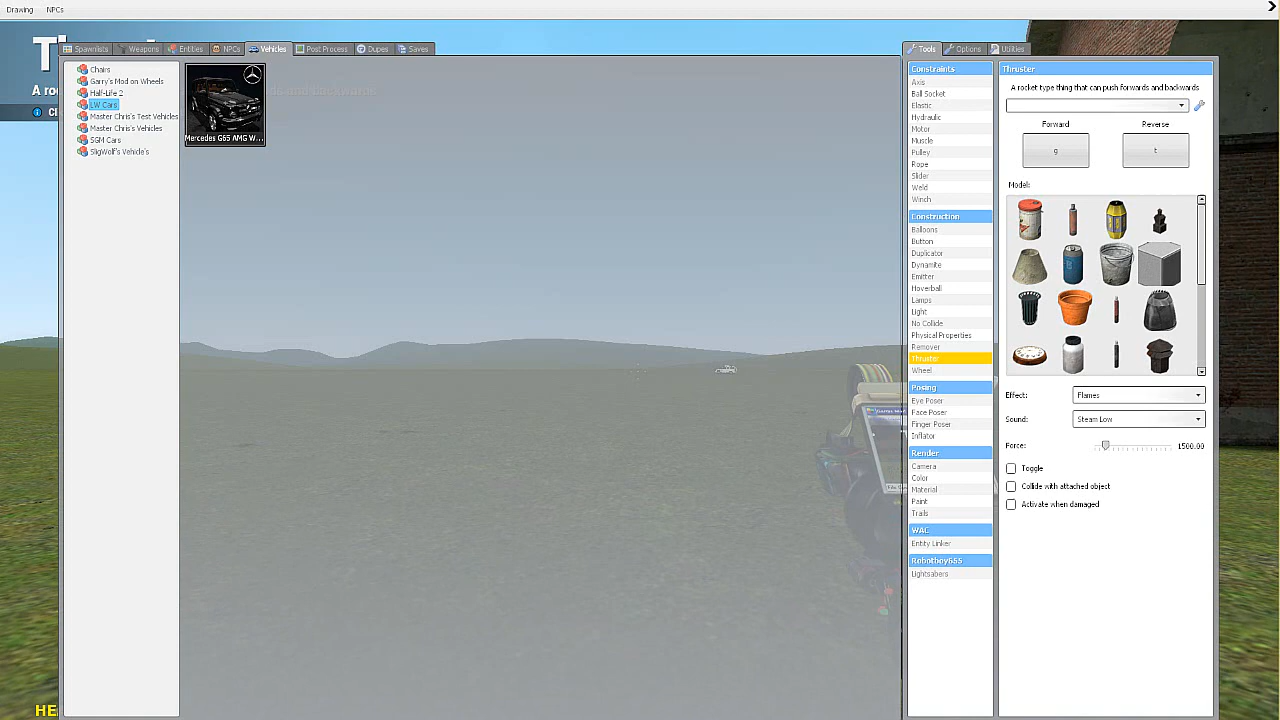 Drawing NPCs
T
Spawnlists Weapons Entities NPCs Vehicles Post Process Dupes Saves
Tools Options Utilities
A ro
Cl
Chairs
Garry's Mod on Wheels
Half-Life 2
LW Cars
Master Chris's Test Vehicles
Master Chris's Vehicles
SGM Cars
SligWolf's Vehicle's
Mercedes G65 AMG W...
and backwards
Constraints
Axis
Ball Socket
Elastic
Hydraulic
Motor
Muscle
Pulley
Rope
Slider
Weld
Winch
Construction
Balloons
Button
Duplicator
Dynamite
Emitter
Hoverball
Lamps
Light
No Collide
Physical Properties
Remover
Thruster
Wheel
Posing
Eye Poser
Face Poser
Finger Poser
Inflator
Render
Camera
Color
Material
Paint
Trails
WAC
Entity Linker
Robotboy655
Lightsabers
Thruster
A rocket type thing that can push forwards and backwards
Forward Reverse
g t
Model:
Effect: Flames
Sound: Steam Low
Force: 1500.00
Toggle
Collide with attached object
Activate when damaged
HE